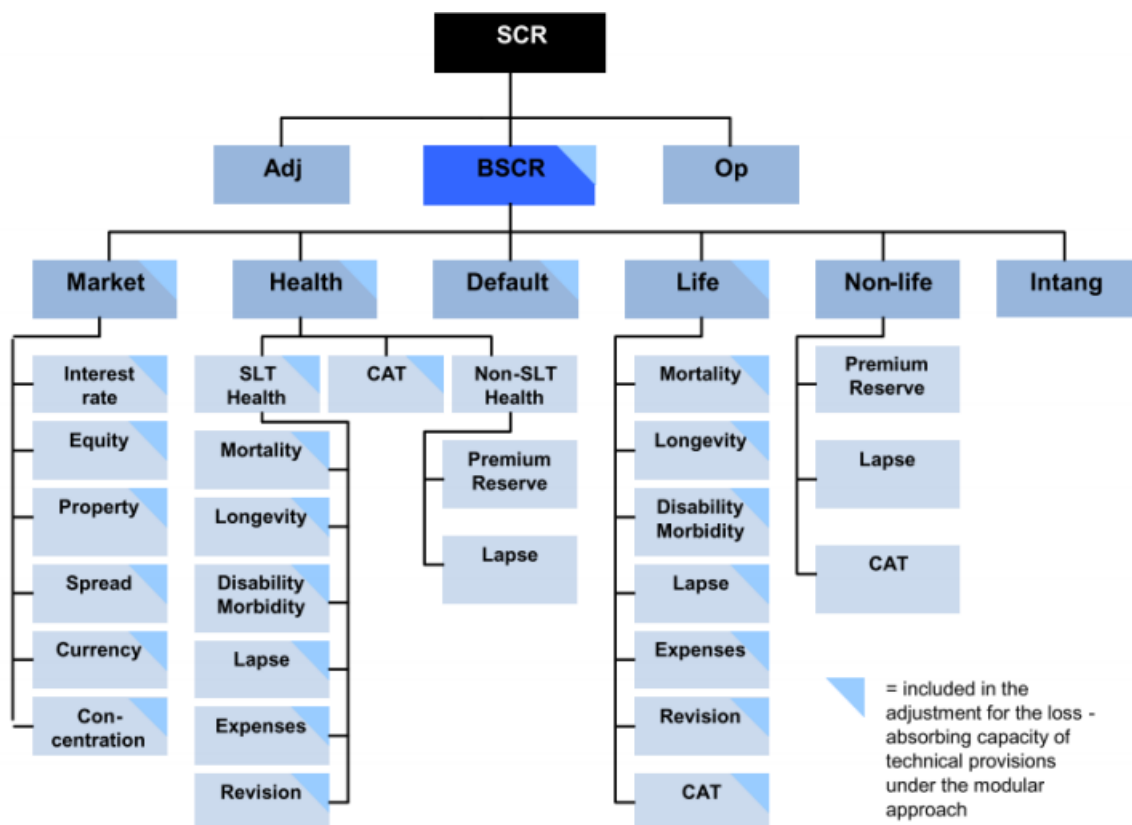 SCR
Adj
BSCR
Op
Market
Health
Default
Life
Non-life
Intang
Interest
rate
Equity
Property
Spread
Currency
Con-
centration
SLT
Health
CAT
Non-SLT
Health
Mortality
Longevity
Disability
Morbidity
Lapse
Expenses
Revision
Premium
Reserve
Lapse
Mortality
Longevity
Disability
Morbidity
Lapse
Expenses
Revision
CAT
Premium
Reserve
Lapse
CAT
= included in the
adjustment for the loss -
absorbing capacity of
technical provisions
under the modular
approach